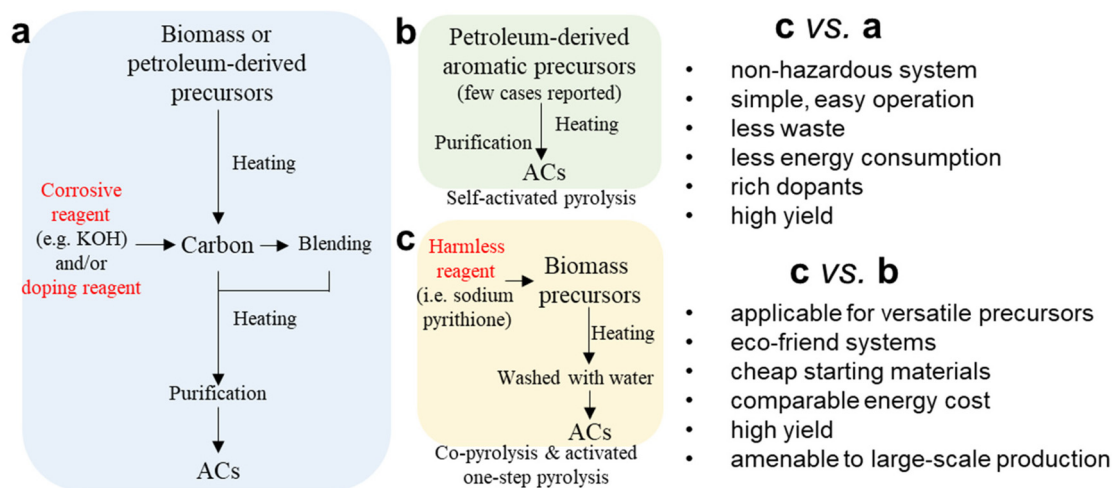 a
Biomass or
petroleum-derived
precursors
Heating
Corrosive
reagent
(e.g. KOH)
and/or
doping reagent
Carbon
Blending
Heating
Purification
ACs
b
Petroleum-derived
aromatic precursors
(few cases reported)
Heating
Purification
ACs
Self-activated pyrolysis
c
Harmless
reagent
(i.e. sodium
pyrithione)
Biomass
precursors
Heating
Washed with water
ACs
Co-pyrolysis & activated
one-step pyrolysis
c vs. a
• non-hazardous system
• simple, easy operation
• less waste
• less energy consumption
• rich dopants
• high yield
c vs. b
• applicable for versatile precursors
• eco-friend systems
• cheap starting materials
• comparable energy cost
• high yield
• amenable to large-scale production